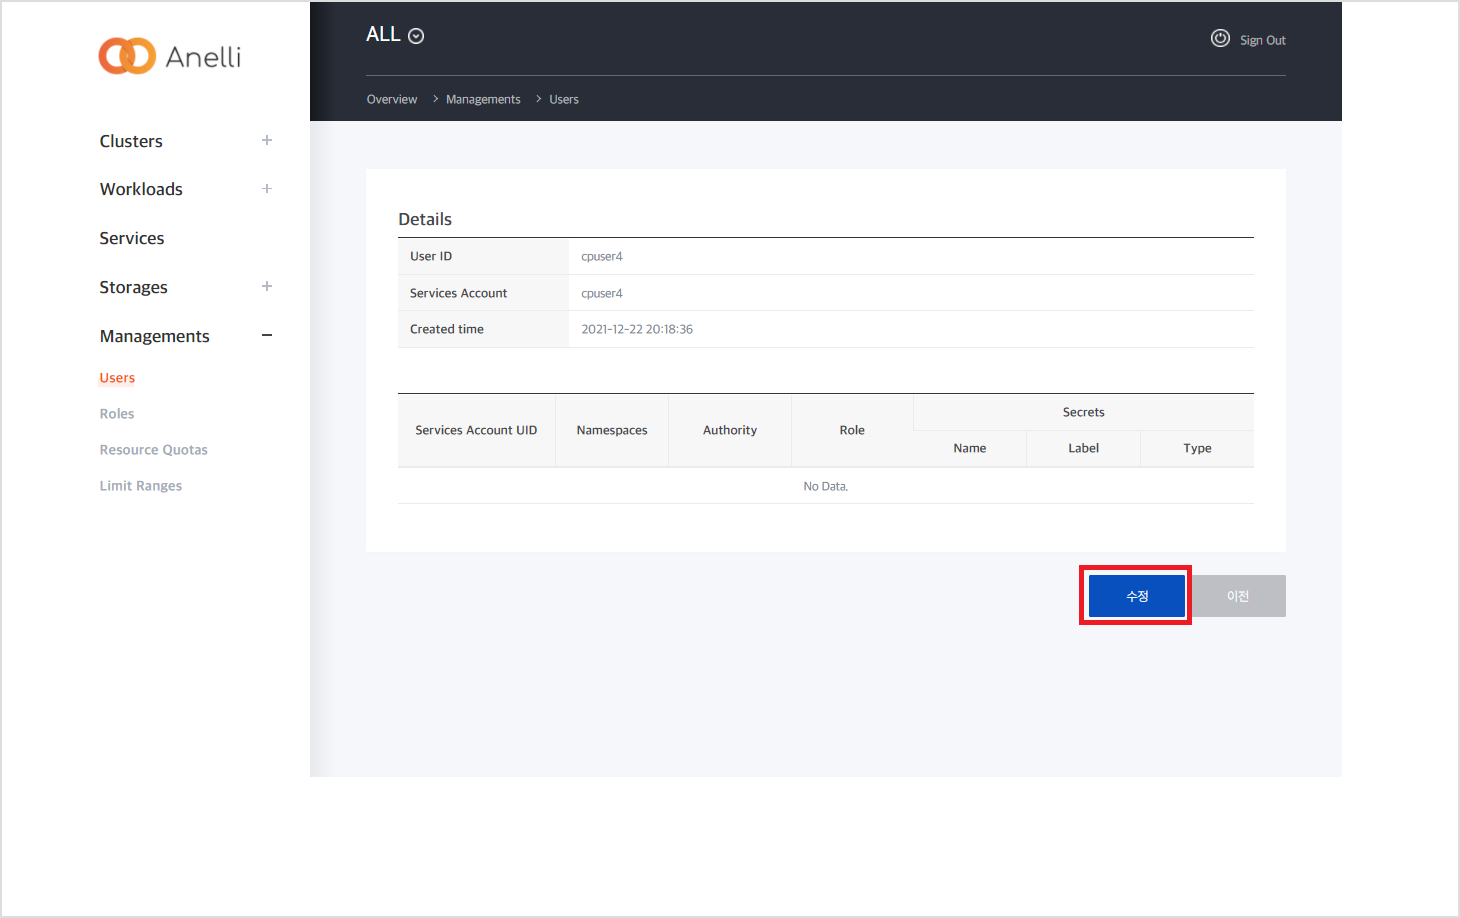 Anelli
ALL
Sign Out
Overview > Managements > Users
Clusters +
Workloads +
Services
Storages +
Managements −
Users
Roles
Resource Quotas
Limit Ranges
Details
User ID cpuser4
Services Account cpuser4
Created time 2021-12-22 20:18:36
Services Account UID Namespaces Authority Role Secrets
Name Label Type
No Data.
수정 이전